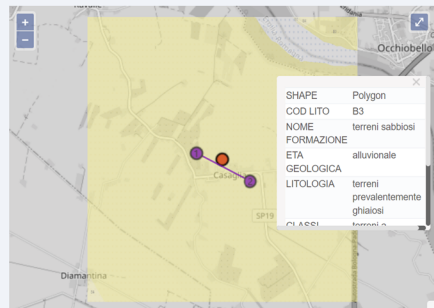 +
−
Occhiobello
×
SHAPE Polygon
COD LITO B3
NOME FORMAZIONE terreni sabbiosi
ETA GEOLOGICA alluvionale
LITOLOGIA terreni prevalentemente ghiaiosi
Casaglia
SP19
Diamantina